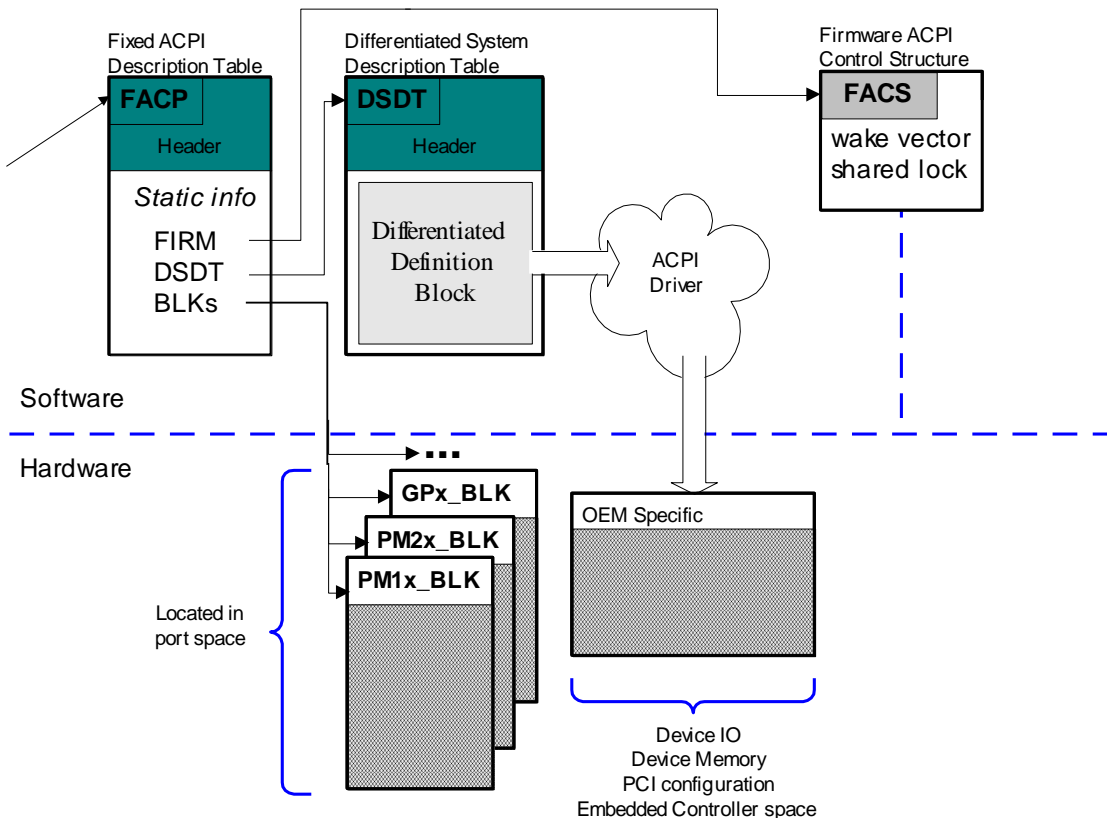 Fixed ACPI
Description Table
FACP
Header
Static info
FIRM
DSDT
BLKs
Differentiated System
Description Table
DSDT
Header
Differentiated
Definition
Block
ACPI
Driver
Firmware ACPI
Control Structure
FACS
wake vector
shared lock
Software
Hardware
...
GPx_BLK
PM2x_BLK
PM1x_BLK
Located in
port space
OEM Specific
Device IO
Device Memory
PCI configuration
Embedded Controller space